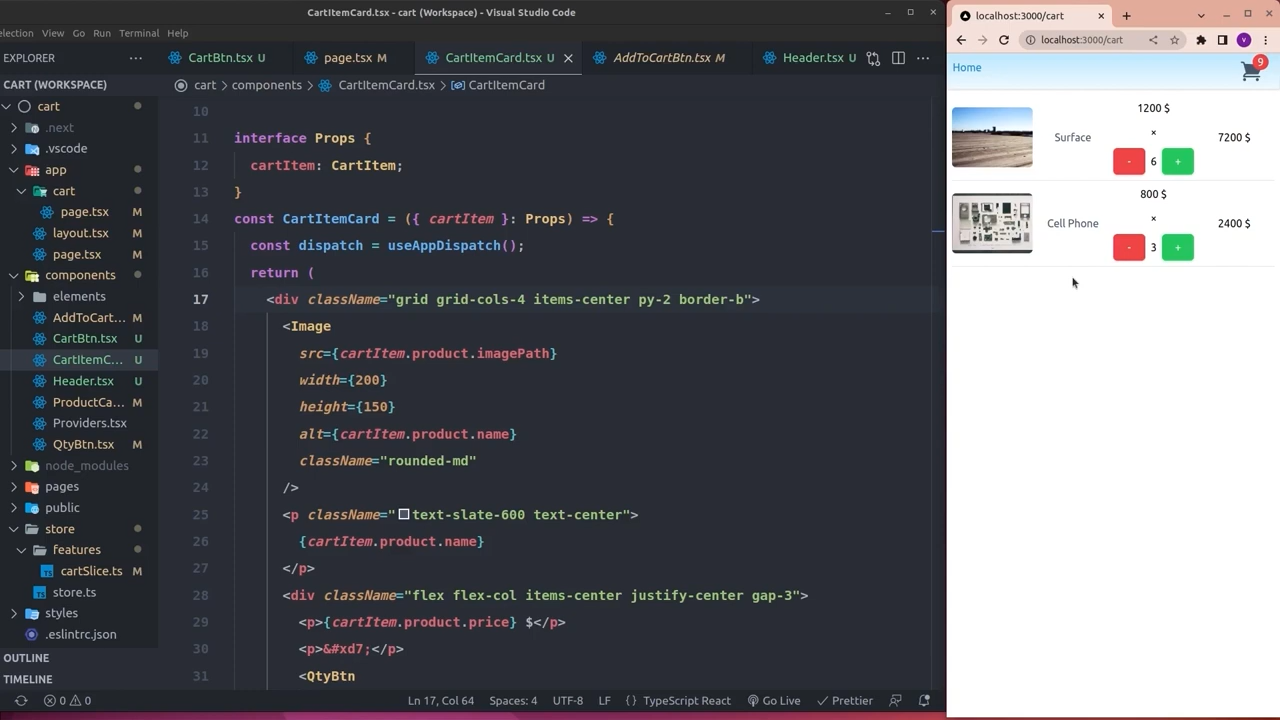 CartItemCard.tsx - cart (Workspace) - Visual Studio Code
election View Go Run Terminal Help
EXPLORER
CartBtn.tsx U
page.tsx M
CartItemCard.tsx U
AddToCartBtn.tsx M
Header.tsx U
CART (WORKSPACE)
cart
.next
.vscode
app
cart
page.tsx M
layout.tsx M
page.tsx M
components
elements
AddToCart... M
CartBtn.tsx U
CartItemC... U
Header.tsx U
ProductCa... M
Providers.tsx
QtyBtn.tsx M
node_modules
pages
public
store
features
cartSlice.ts M
store.ts
styles
.eslintrc.json
OUTLINE
TIMELINE
cart > components > CartItemCard.tsx > CartItemCard
10
11 interface Props {
12 cartItem: CartItem;
13 }
14 const CartItemCard = ({ cartItem }: Props) => {
15 const dispatch = useAppDispatch();
16 return (
17 <div className="grid grid-cols-4 items-center py-2 border-b">
18 <Image
19 src={cartItem.product.imagePath}
20 width={200}
21 height={150}
22 alt={cartItem.product.name}
23 className="rounded-md"
24 />
25 <p className="text-slate-600 text-center">
26 {cartItem.product.name}
27 </p>
28 <div className="flex flex-col items-center justify-center gap-3">
29 <p>{cartItem.product.price} $</p>
30 <p>&#xd7;</p>
31 <QtyBtn
0 0
Ln 17, Col 64 Spaces: 4 UTF-8 LF {} TypeScript React Go Live Prettier
localhost:3000/cart
localhost:3000/cart
V
Home
9
1200 $
×
Surface
- 6 +
7200 $
800 $
×
Cell Phone
- 3 +
2400 $